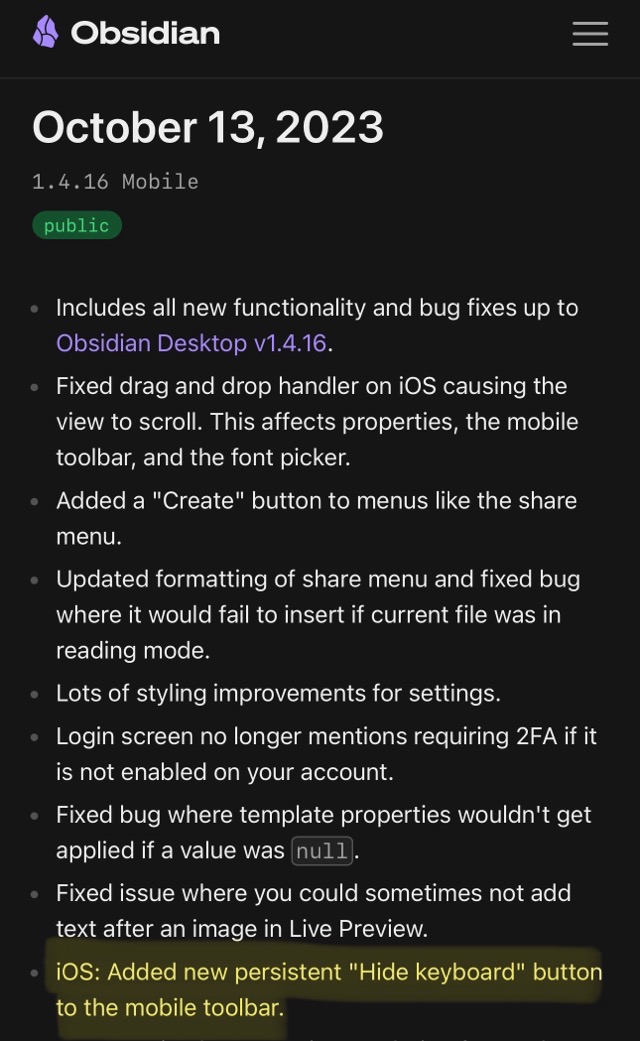 Obsidian
October 13, 2023
1.4.16 Mobile
public
Includes all new functionality and bug fixes up to
Obsidian Desktop v1.4.16.
Fixed drag and drop handler on iOS causing the
view to scroll. This affects properties, the mobile
toolbar, and the font picker.
Added a "Create" button to menus like the share
menu.
Updated formatting of share menu and fixed bug
where it would fail to insert if current file was in
reading mode.
Lots of styling improvements for settings.
Login screen no longer mentions requiring 2FA if it
is not enabled on your account.
Fixed bug where template properties wouldn't get
applied if a value was null.
Fixed issue where you could sometimes not add
text after an image in Live Preview.
iOS: Added new persistent "Hide keyboard" button
to the mobile toolbar.